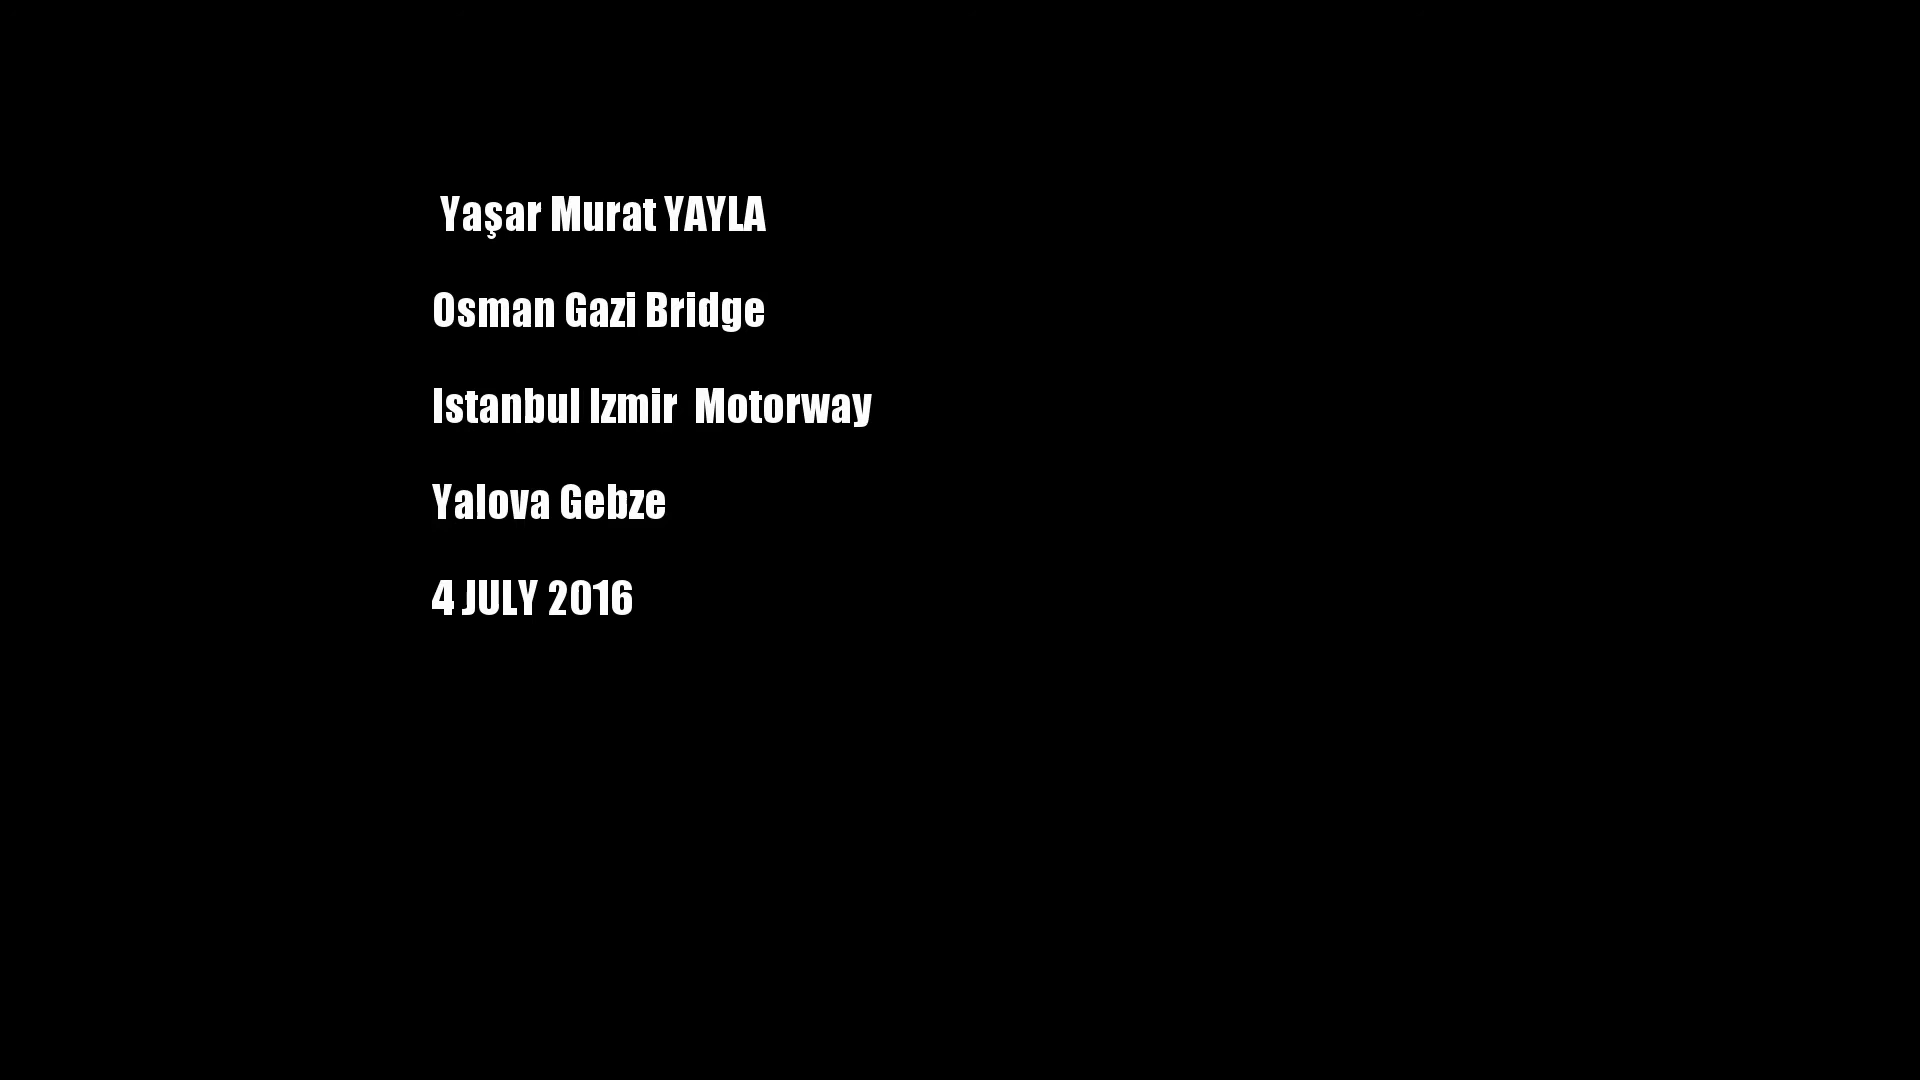 Yaşar Murat YAYLA
Osman Gazi Bridge
Istanbul Izmir  Motorway
Yalova Gebze
4 JULY 2016